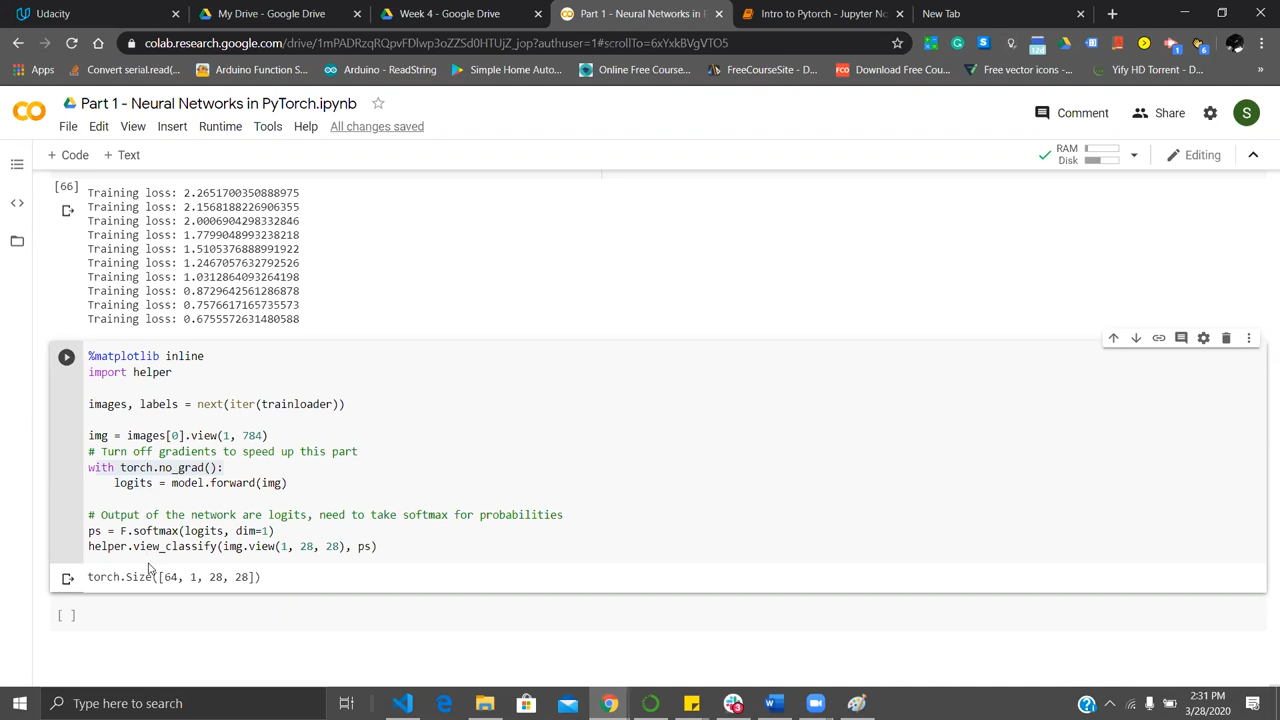 Udacity
My Drive - Google Drive
Week 4 - Google Drive
Part 1 - Neural Networks in
Intro to Pytorch - Jupyter No
New Tab
colab.research.google.com/drive/1mPADRzqRQpvFDlwp3oZZSd0HTUjZ_jop?authuser=1#scrollTo=6xYxkBVgVTO5
Apps
Convert serial.read(...
Arduino Function S...
Arduino - ReadString
Simple Home Auto...
Online Free Course...
FreeCourseSite - D...
Download Free Cou...
Free vector icons -...
Yify HD Torrent - D...
Part 1 - Neural Networks in PyTorch.ipynb
Comment
Share
S
File Edit View Insert Runtime Tools Help All changes saved
+ Code + Text
RAM
Disk
Editing
[66]
Training loss: 2.2651700350888975
Training loss: 2.1568188226906355
Training loss: 2.0006904298332846
Training loss: 1.7799048993238218
Training loss: 1.5105376888991922
Training loss: 1.2467057632792526
Training loss: 1.0312864093264198
Training loss: 0.8729642561286878
Training loss: 0.7576617165735573
Training loss: 0.6755572631480588
%matplotlib inline
import helper
images, labels = next(iter(trainloader))
img = images[0].view(1, 784)
# Turn off gradients to speed up this part
with torch.no_grad():
logits = model.forward(img)
# Output of the network are logits, need to take softmax for probabilities
ps = F.softmax(logits, dim=1)
helper.view_classify(img.view(1, 28, 28), ps)
torch.Size([64, 1, 28, 28])
[ ]
Type here to search
2:31 PM
3/28/2020